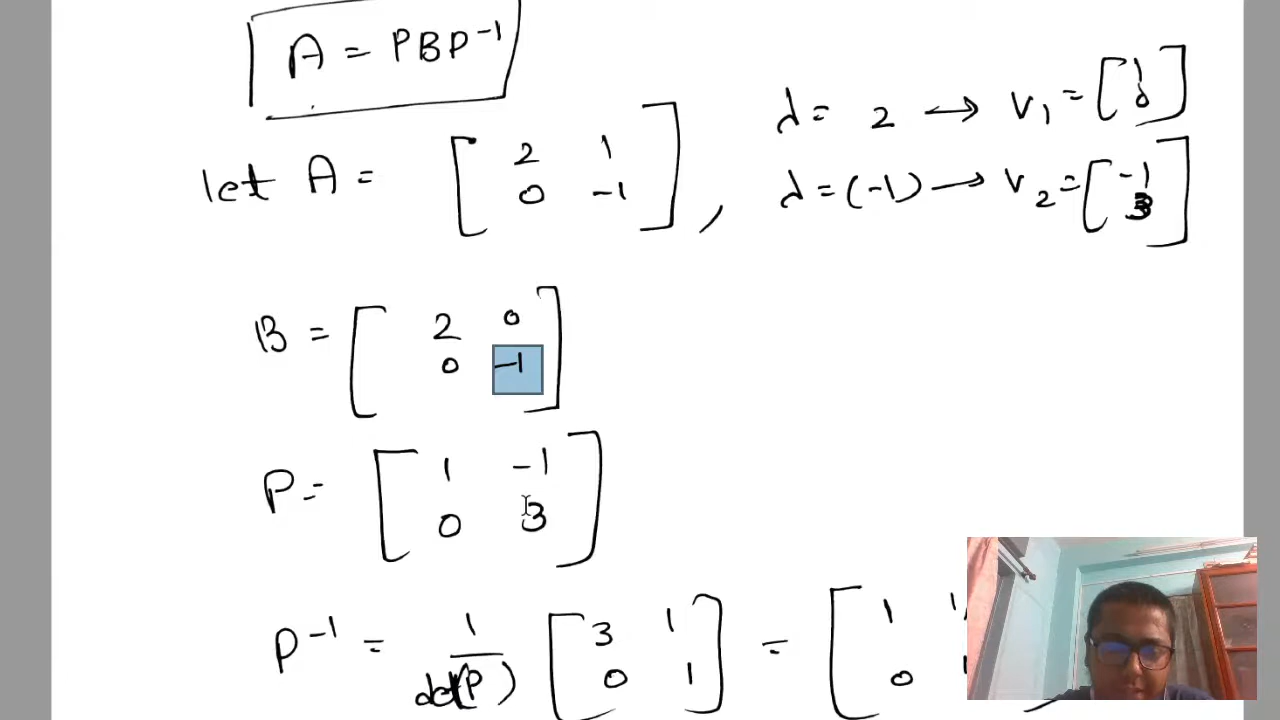 A = PBP⁻¹
let A = [ 2 1
0 -1 ] ,
λ = 2 ⟷ V₁ = [ 1
0 ]
λ = (-1) → V₂ = [ -1
3 ]
B = [ 2 0
0 -1 ]
P = [ 1 -1
0 3 ]
P⁻¹ = 1
det(P) [ 3 1
0 1 ] = [ 1
0